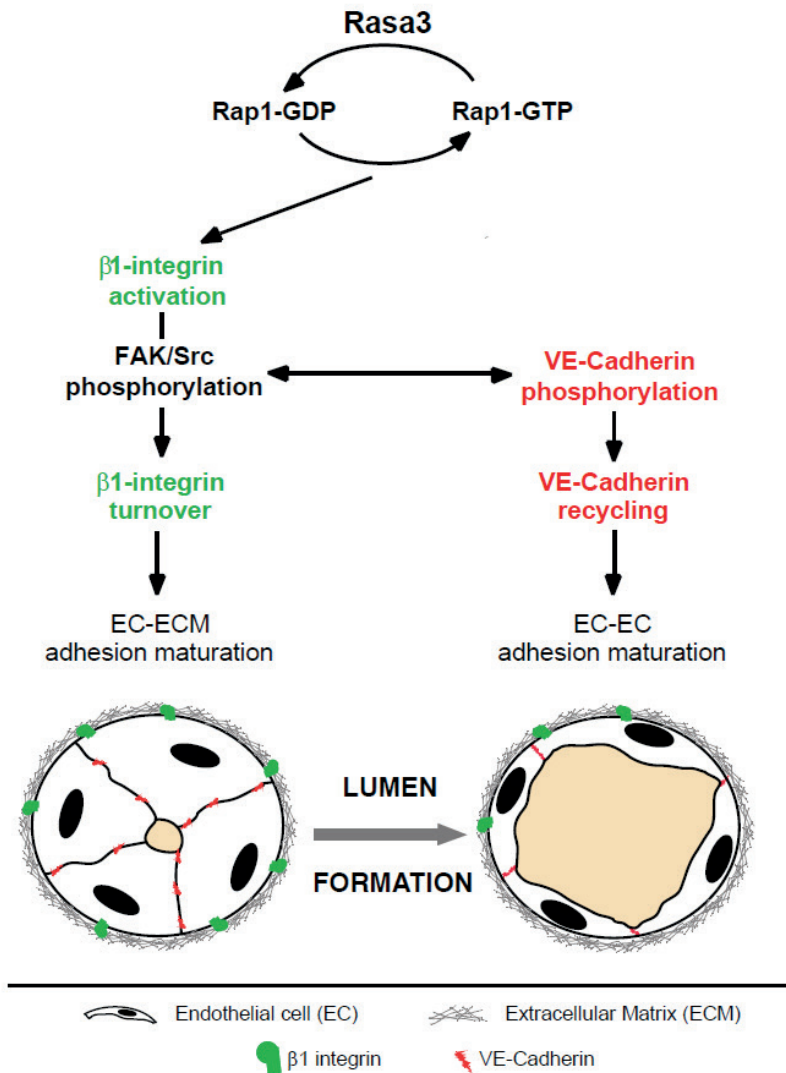 Rasa3
Rap1-GDP
Rap1-GTP
β1-integrin
activation
FAK/Src
phosphorylation
VE-Cadherin
phosphorylation
β1-integrin
turnover
VE-Cadherin
recycling
EC-ECM
adhesion maturation
EC-EC
adhesion maturation
LUMEN
FORMATION
Endothelial cell (EC)
Extracellular Matrix (ECM)
β1 integrin
VE-Cadherin